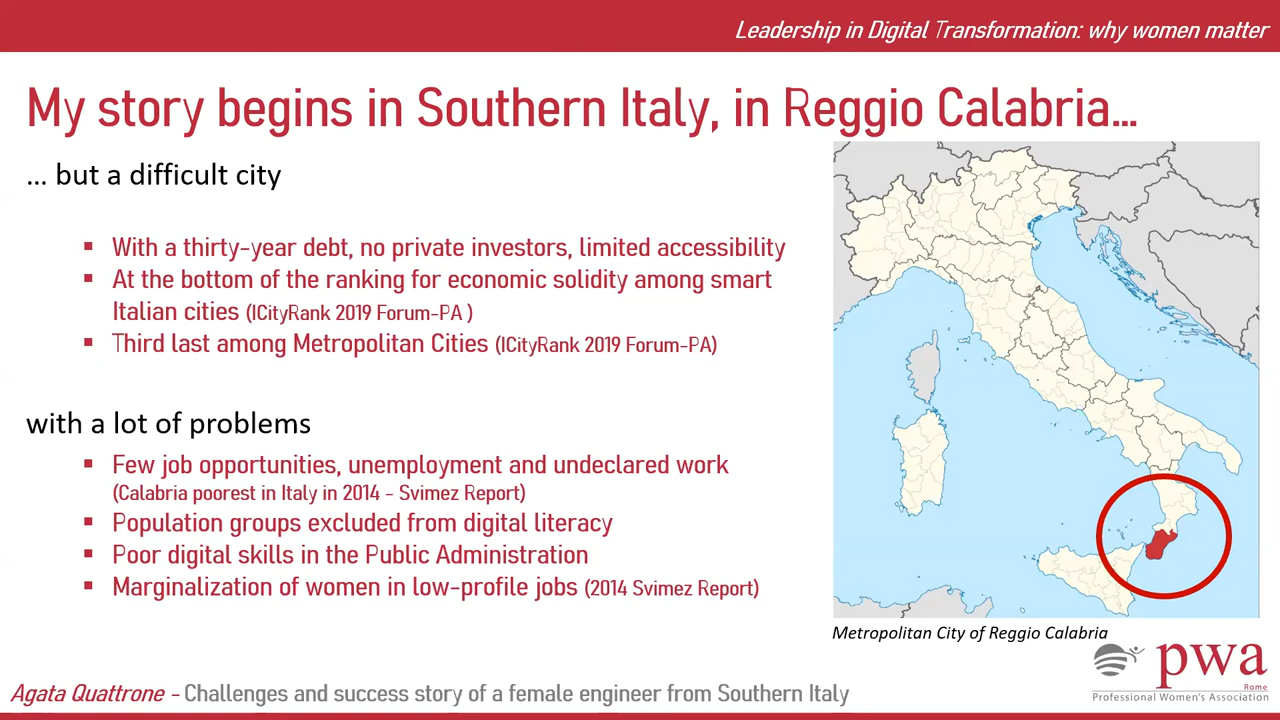 Leadership in Digital Transformation: why women matter
My story begins in Southern Italy, in Reggio Calabria...
... but a difficult city
▪ With a thirty-year debt, no private investors, limited accessibility
▪ At the bottom of the ranking for economic solidity among smart
Italian cities (ICityRank 2019 Forum-PA )
▪ Third last among Metropolitan Cities (ICityRank 2019 Forum-PA)
with a lot of problems
▪ Few job opportunities, unemployment and undeclared work
(Calabria poorest in Italy in 2014 - Svimez Report)
▪ Population groups excluded from digital literacy
▪ Poor digital skills in the Public Administration
▪ Marginalization of women in low-profile jobs (2014 Svimez Report)
Metropolitan City of Reggio Calabria
pwa
Rome
Professional Women's Association
Agata Quattrone - Challenges and success story of a female engineer from Southern Italy